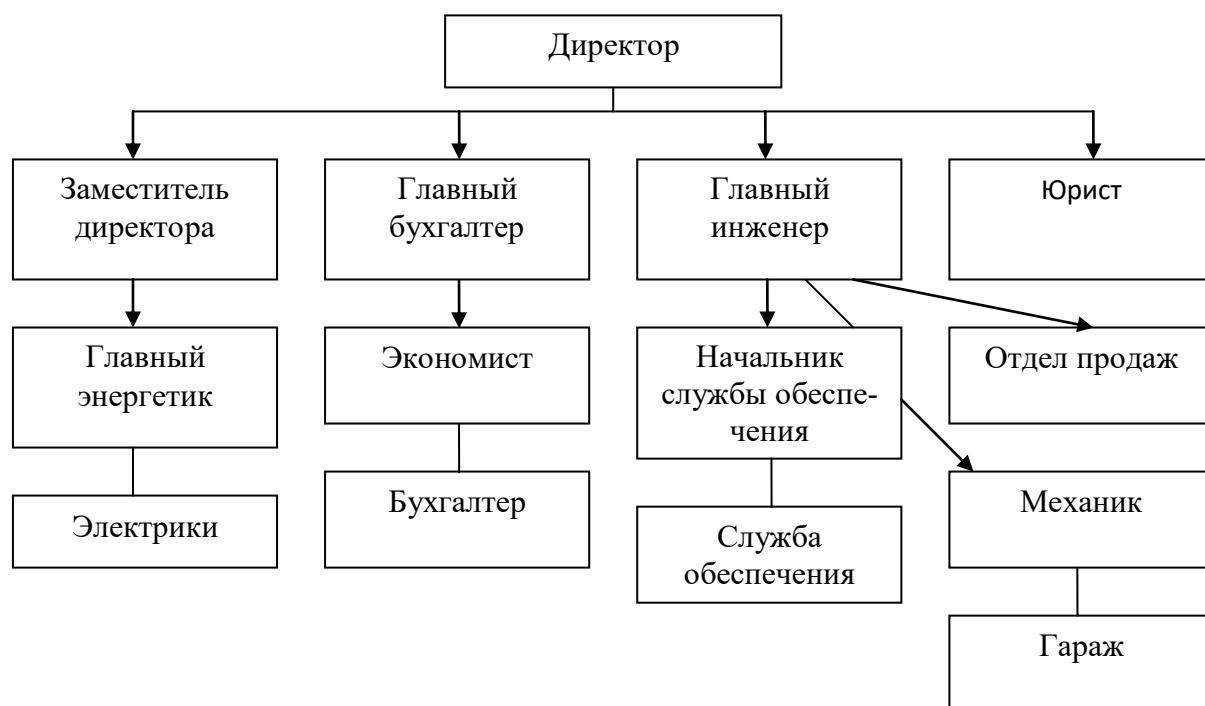 Директор
Заместитель
директора
Главный
бухгалтер
Главный
инженер
Юрист
Главный
энергетик
Экономист
Начальник
службы обеспе-
чения
Отдел продаж
Электрики
Бухгалтер
Служба
обеспечения
Механик
Гараж